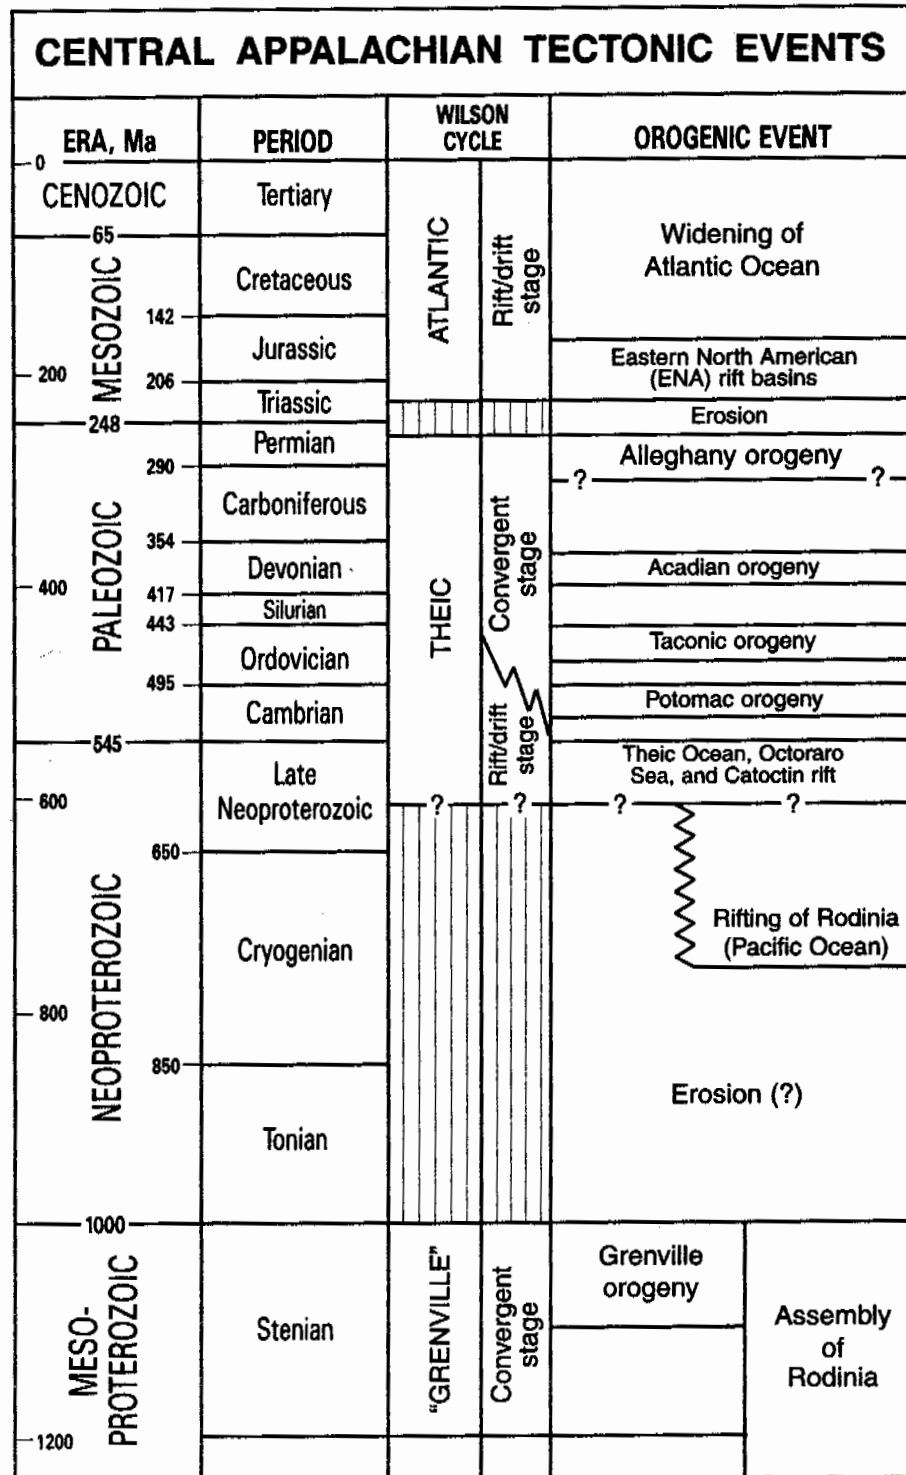 CENTRAL APPALACHIAN TECTONIC EVENTS
ERA, Ma
PERIOD
WILSON
CYCLE
OROGENIC EVENT
0
CENOZOIC
65
MESOZOIC
142
200
206
248
290
PALEOZOIC
354
400
417
443
495
545
600
650
NEOPROTEROZOIC
800
850
1000
MESO-
PROTEROZOIC
1200
Tertiary
Cretaceous
Jurassic
Triassic
Permian
Carboniferous
Devonian
Silurian
Ordovician
Cambrian
Late
Neoproterozoic
Cryogenian
Tonian
Stenian
ATLANTIC
THEIC
?
"GRENVILLE"
Rift/drift
stage
Convergent
stage
Rift/drift
stage
?
Convergent
stage
Widening of
Atlantic Ocean
Eastern North American
(ENA) rift basins
Erosion
Alleghany orogeny
? ?
Acadian orogeny
Taconic orogeny
Potomac orogeny
Theic Ocean, Octoraro
Sea, and Catoctin rift
? ?
Rifting of Rodinia
(Pacific Ocean)
Erosion (?)
Grenville
orogeny
Assembly
of
Rodinia